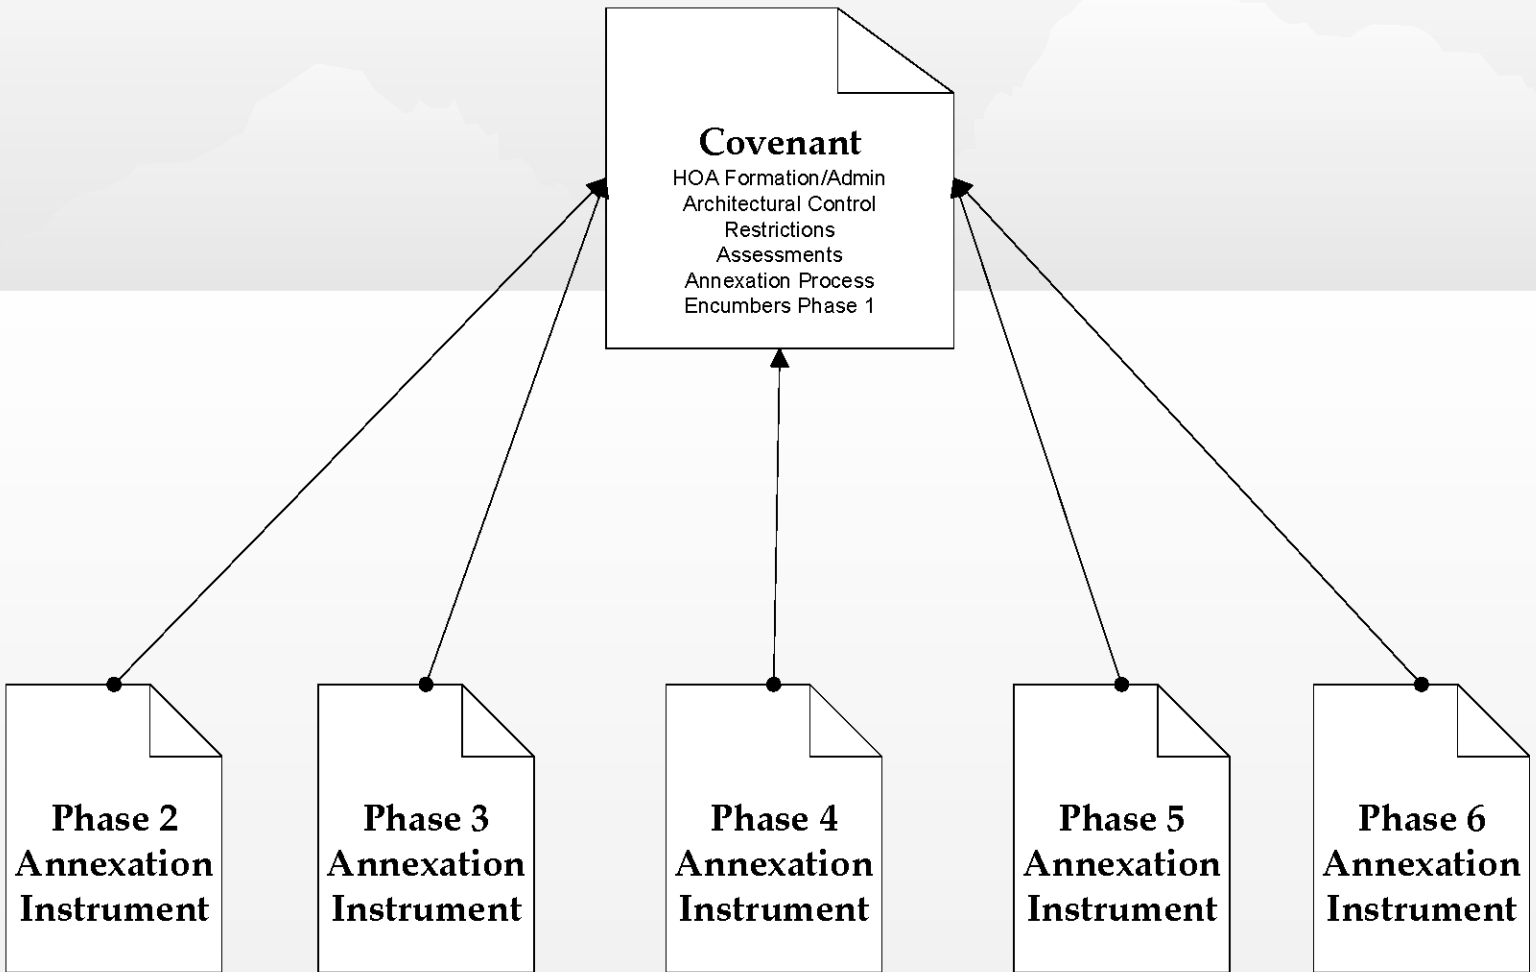 Covenant
HOA Formation/Admin
Architectural Control
Restrictions
Assessments
Annexation Process
Encumbers Phase 1
Phase 2
Annexation
Instrument
Phase 3
Annexation
Instrument
Phase 4
Annexation
Instrument
Phase 5
Annexation
Instrument
Phase 6
Annexation
Instrument